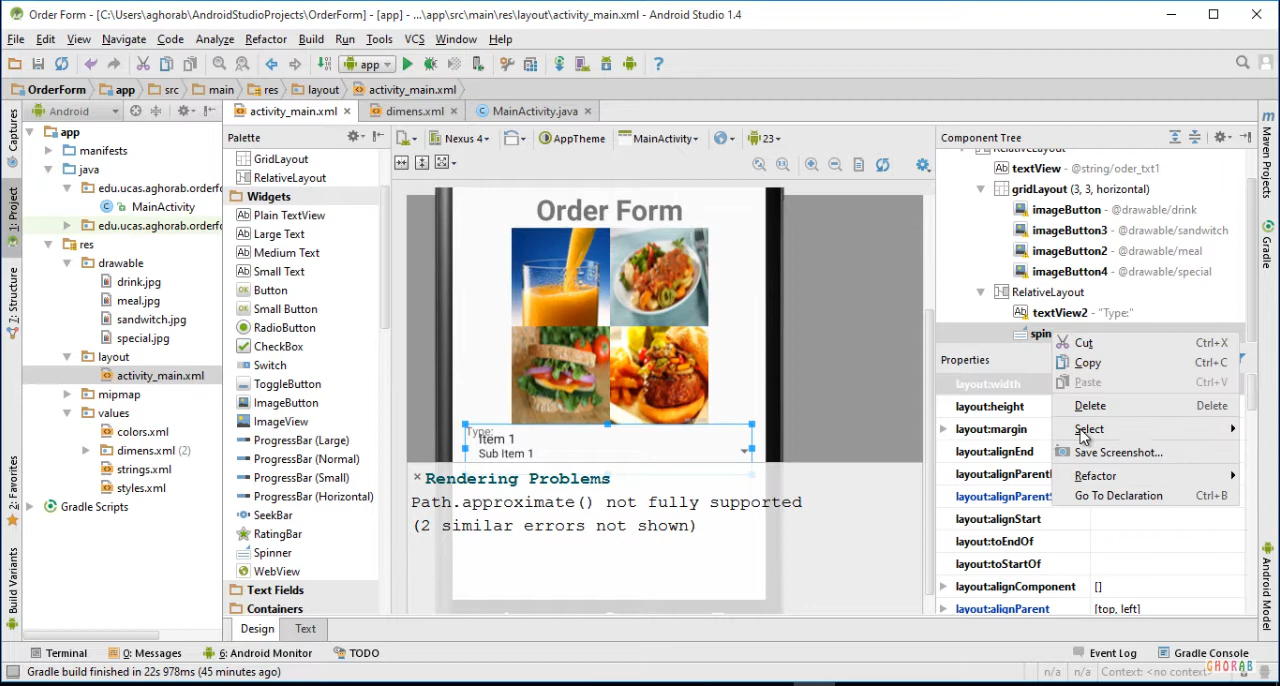 Order Form - [C:\Users\aghorab\AndroidStudioProjects\OrderForm] - [app] - ...\app\src\main\res\layout\activity_main.xml - Android Studio 1.4
File Edit View Navigate Code Analyze Refactor Build Run Tools VCS Window Help
app
OrderForm app src main res layout activity_main.xml
Android
activity_main.xml dimens.xml MainActivity.java
Captures
1: Project
7: Structure
2: Favorites
Build Variants
app
manifests
java
edu.ucas.aghorab.orderfo
MainActivity
edu.ucas.aghorab.orderfo
res
drawable
drink.jpg
meal.jpg
sandwitch.jpg
special.jpg
layout
activity_main.xml
mipmap
values
colors.xml
dimens.xml (2)
strings.xml
styles.xml
Gradle Scripts
Palette
GridLayout
RelativeLayout
Widgets
Plain TextView
Large Text
Medium Text
Small Text
Button
Small Button
RadioButton
CheckBox
Switch
ToggleButton
ImageButton
ImageView
ProgressBar (Large)
ProgressBar (Normal)
ProgressBar (Small)
ProgressBar (Horizontal)
SeekBar
RatingBar
Spinner
WebView
Text Fields
Containers
Design Text
Nexus 4 AppTheme MainActivity 23
Order Form
Type:
Item 1
Sub Item 1
Rendering Problems
Path.approximate() not fully supported
(2 similar errors not shown)
Component Tree
RelativeLayout
textView - @string/oder_txt1
gridLayout (3, 3, horizontal)
imageButton - @drawable/drink
imageButton3 - @drawable/sandwitch
imageButton2 - @drawable/meal
imageButton4 - @drawable/special
RelativeLayout
textView2 - "Type:"
spin
Cut Ctrl+X
Copy Ctrl+C
Paste Ctrl+V
Delete Delete
Select
Save Screenshot...
Refactor
Go To Declaration Ctrl+B
Properties
layout:width
layout:height
layout:margin
layout:alignEnd
layout:alignParentE
layout:alignParentS
layout:alignStart
layout:toEndOf
layout:toStartOf
layout:alignComponent []
layout:alignParent [top, left]
Maven Projects
Gradle
Android Model
Terminal 0: Messages 6: Android Monitor TODO Event Log Gradle Console
Gradle build finished in 22s 978ms (45 minutes ago) n/a n/a Context: <no context>
GHORAB